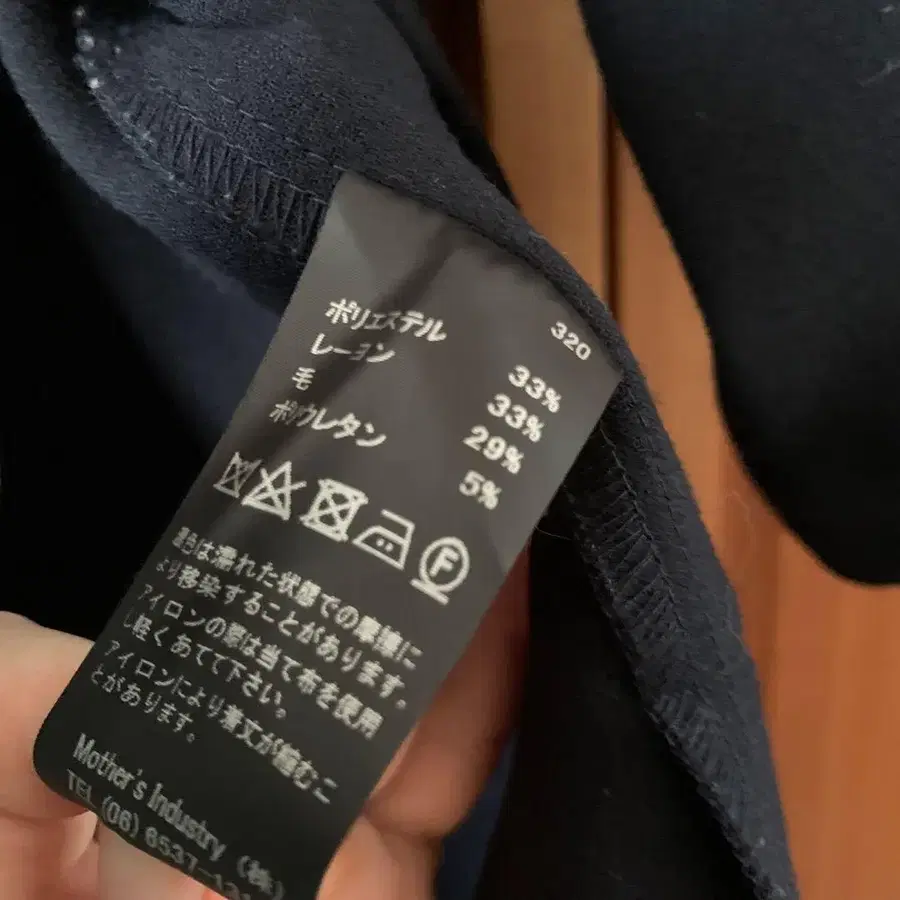 320
ポリエステル 33%
レーヨン 33%
毛 29%
ポリウレタン 5%
F
濃色は濡れた状態での摩擦に
より移染することがあります。
アイロンの際は当て布を使用
し軽くあてて下さい。
アイロンにより着丈が縮むこ
とがあります。
Mother's Industry (株)
TEL (06) 6537-